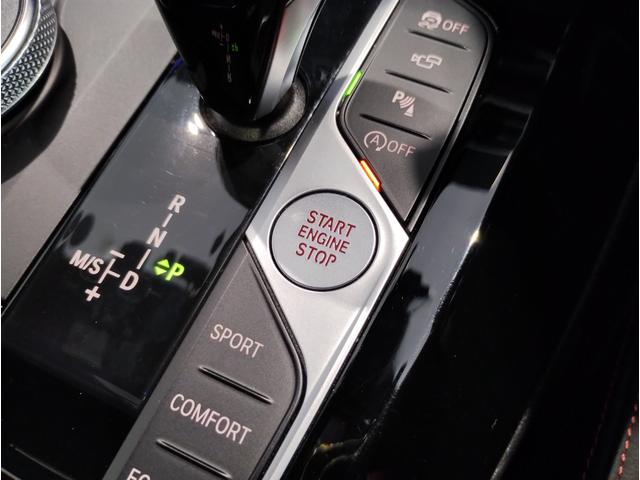 OFF
P
A OFF
START
ENGINE
STOP
R
N
M/S
D
P
+
SPORT
COMFORT